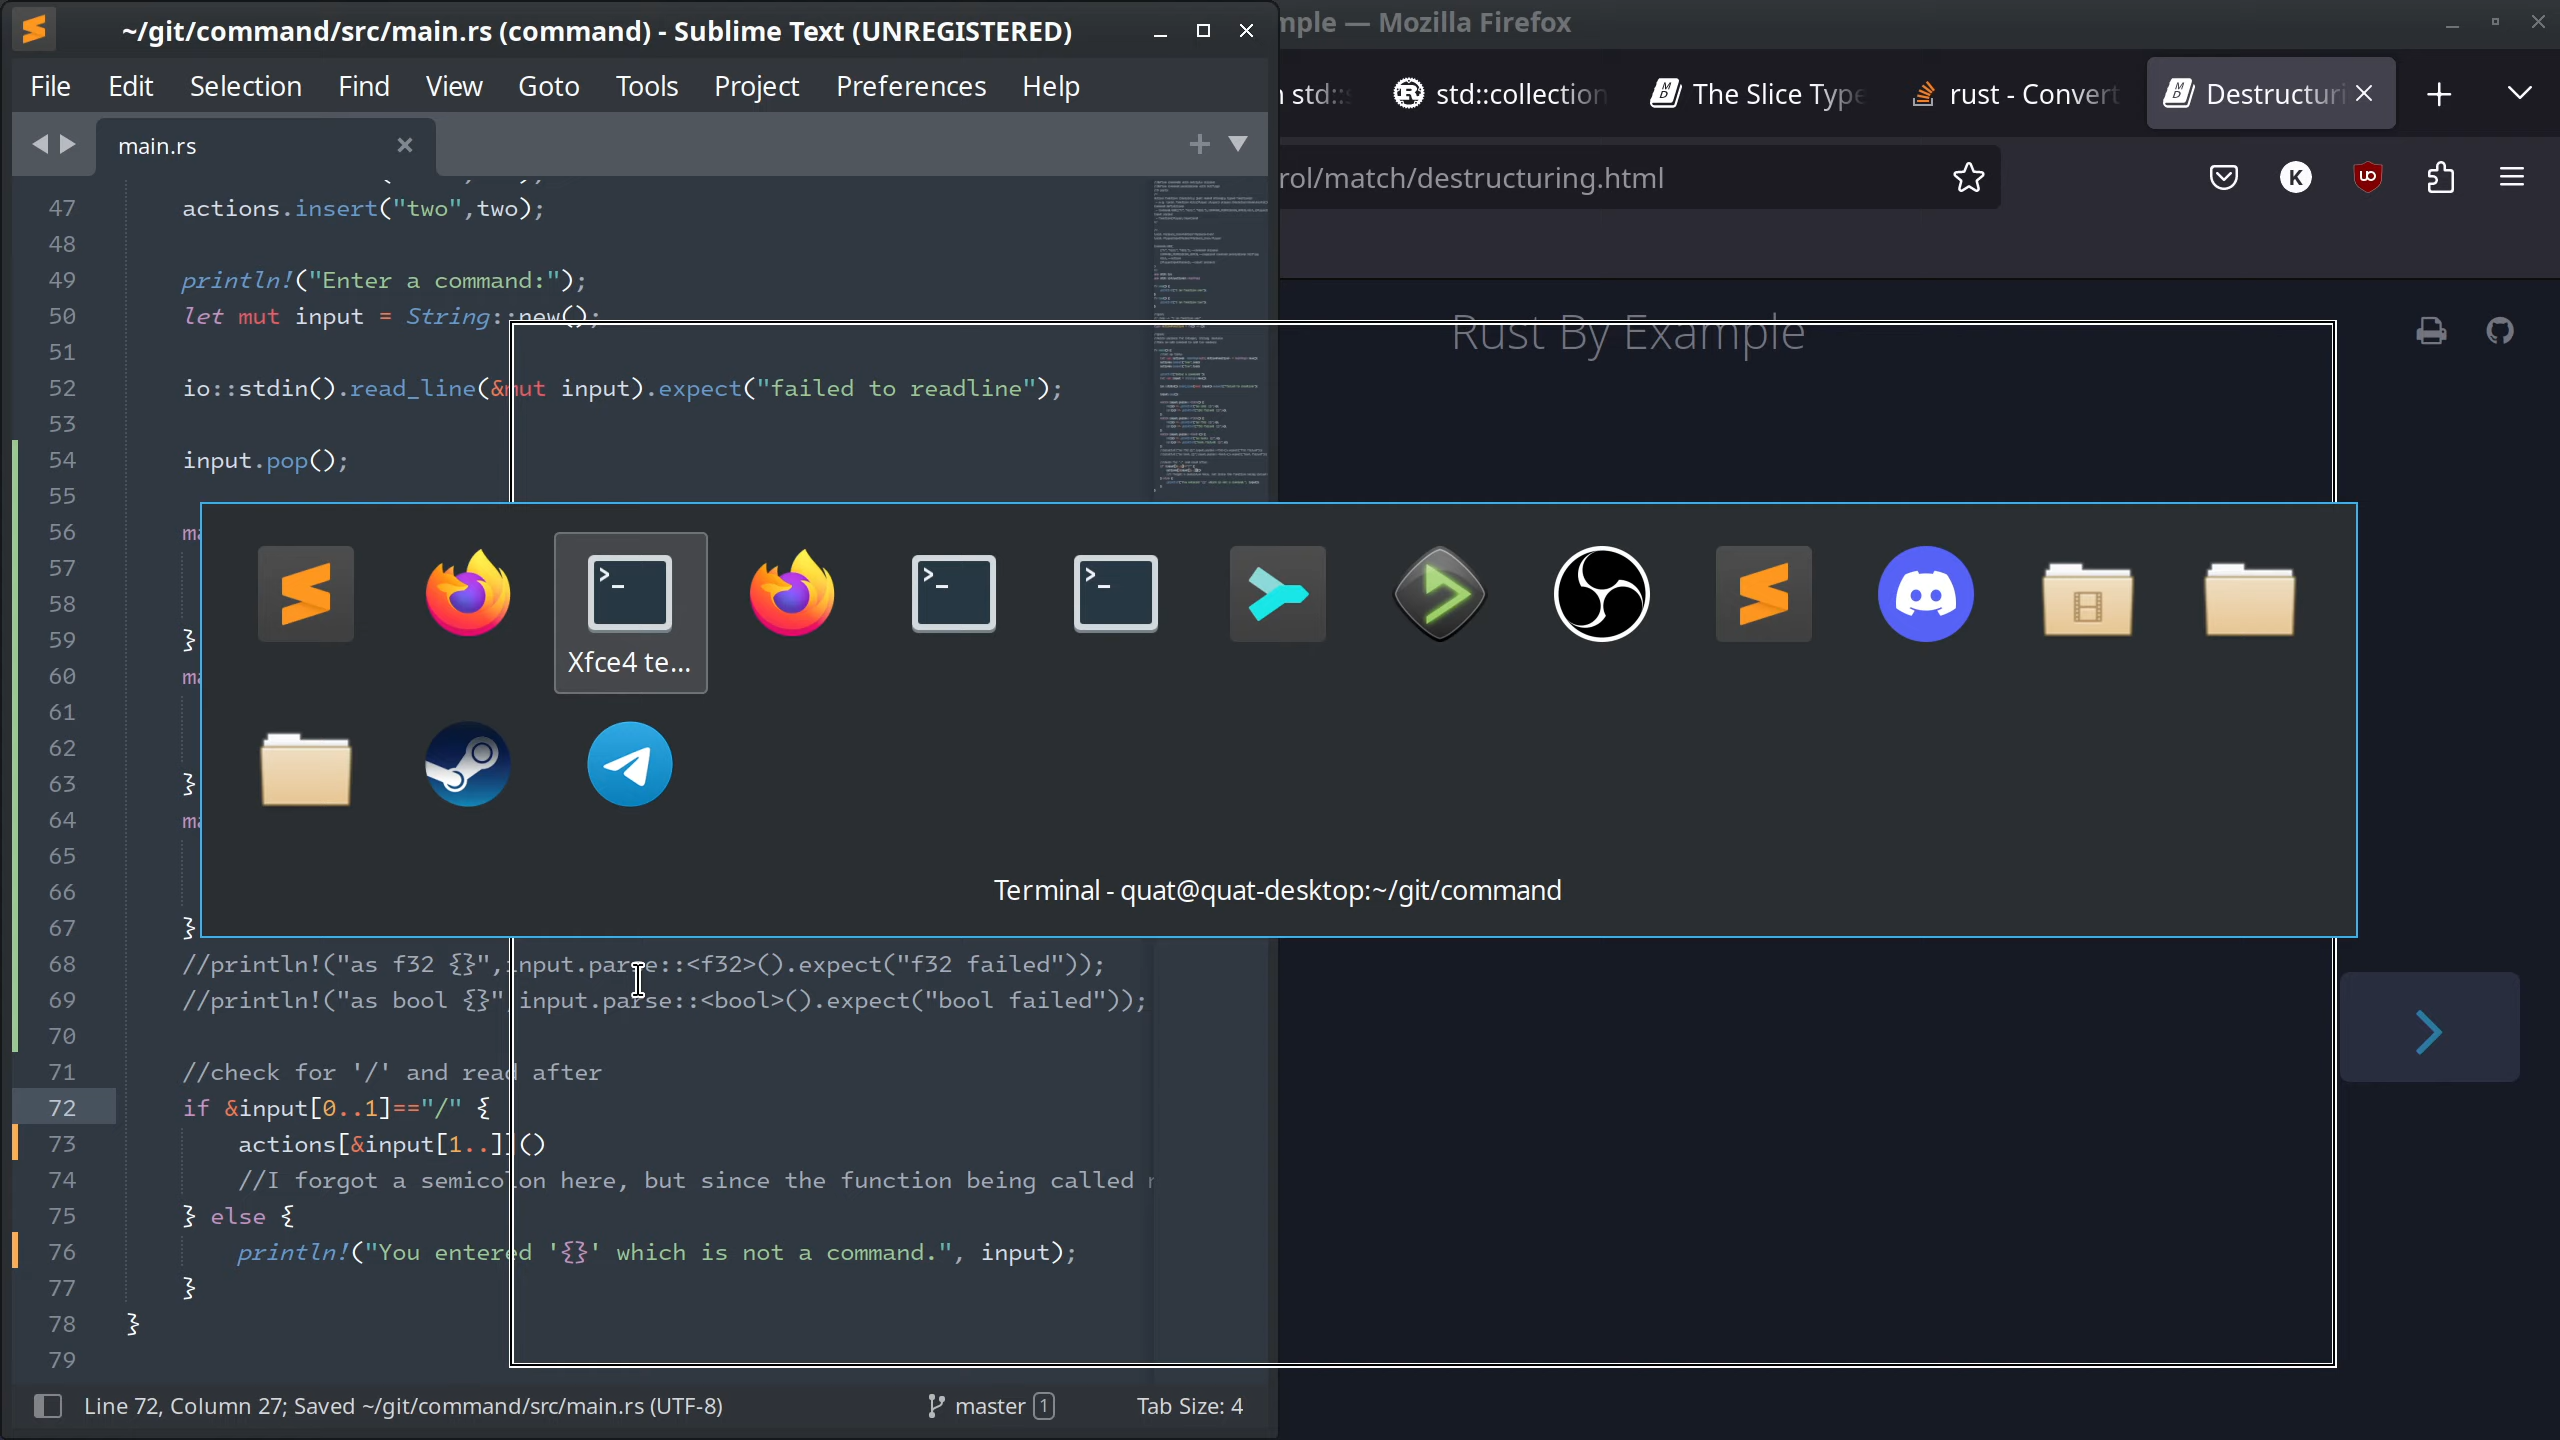 ~/git/command/src/main.rs (command) - Sublime Text (UNREGISTERED)
mple — Mozilla Firefox
File Edit Selection Find View Goto Tools Project Preferences Help
std::s
std::collection
The Slice Type
rust - Convert
Destructuri
main.rs
rol/match/destructuring.html
K
Rust By Example
47 actions.insert("two",two);
48
49 println!("Enter a command:");
50 let mut input = String::new();
51
52 io::stdin().read_line(&mut input).expect("failed to readline");
53
54 input.pop();
55
56 ma
57
58
59 }
60 ma
61
62
63 }
64 ma
65
66
67 }
Xfce4 te...
Terminal - quat@quat-desktop:~/git/command
68 //println!("as f32 {}",input.parse::<f32>().expect("f32 failed"));
69 //println!("as bool {}",input.parse::<bool>().expect("bool failed"));
70
71 //check for '/' and read after
72 if &input[0..1]=="/" {
73 actions[&input[1..]]()
74 //I forgot a semicolon here, but since the function being called
75 } else {
76 println!("You entered '{}' which is not a command.", input);
77 }
78 }
79
Line 72, Column 27; Saved ~/git/command/src/main.rs (UTF-8)
master 1
Tab Size: 4